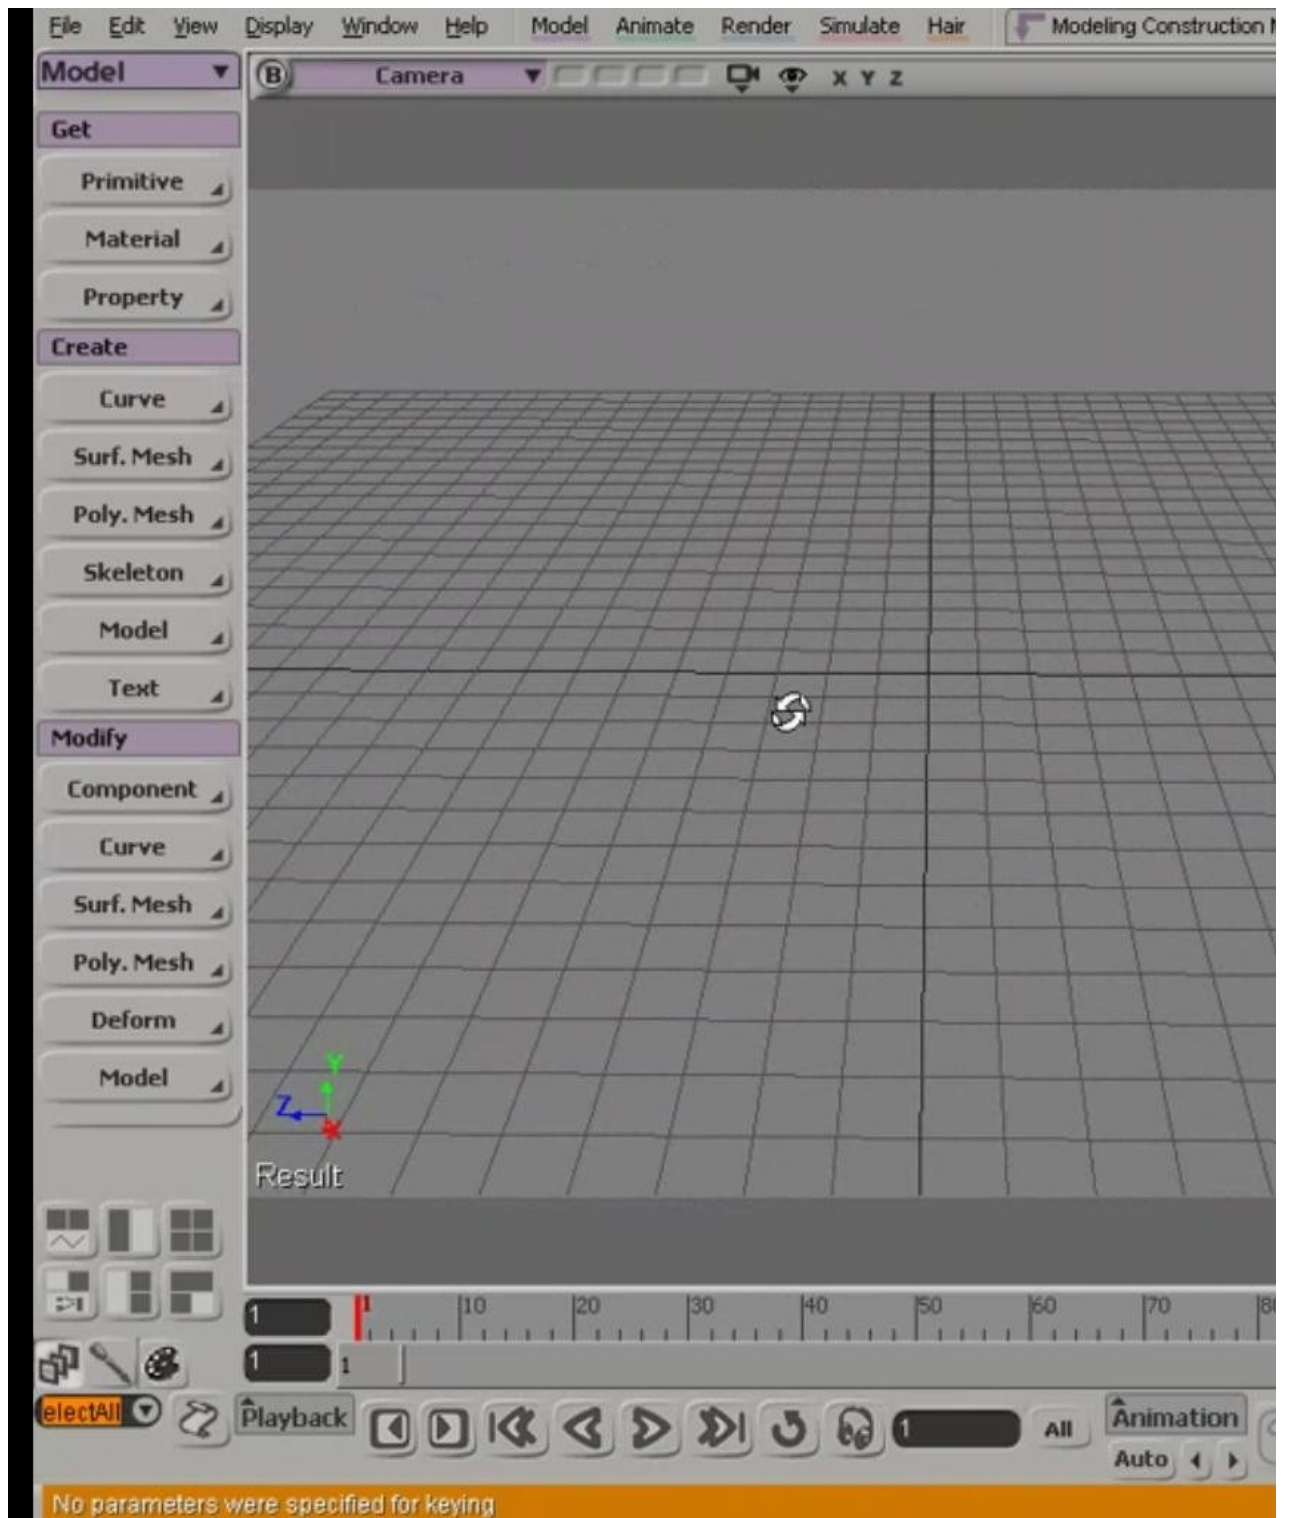 File Edit View Display Window Help Model Animate Render Simulate Hair Modeling Construction
Model B Camera X Y Z
Get
Primitive
Material
Property
Create
Curve
Surf. Mesh
Poly. Mesh
Skeleton
Model
Text
Modify
Component
Curve
Surf. Mesh
Poly. Mesh
Deform
Model
Y
Z
Result
1 1 10 20 30 40 50 60 70
1 1
electAll Playback 1 All Animation
Auto
No parameters were specified for keying